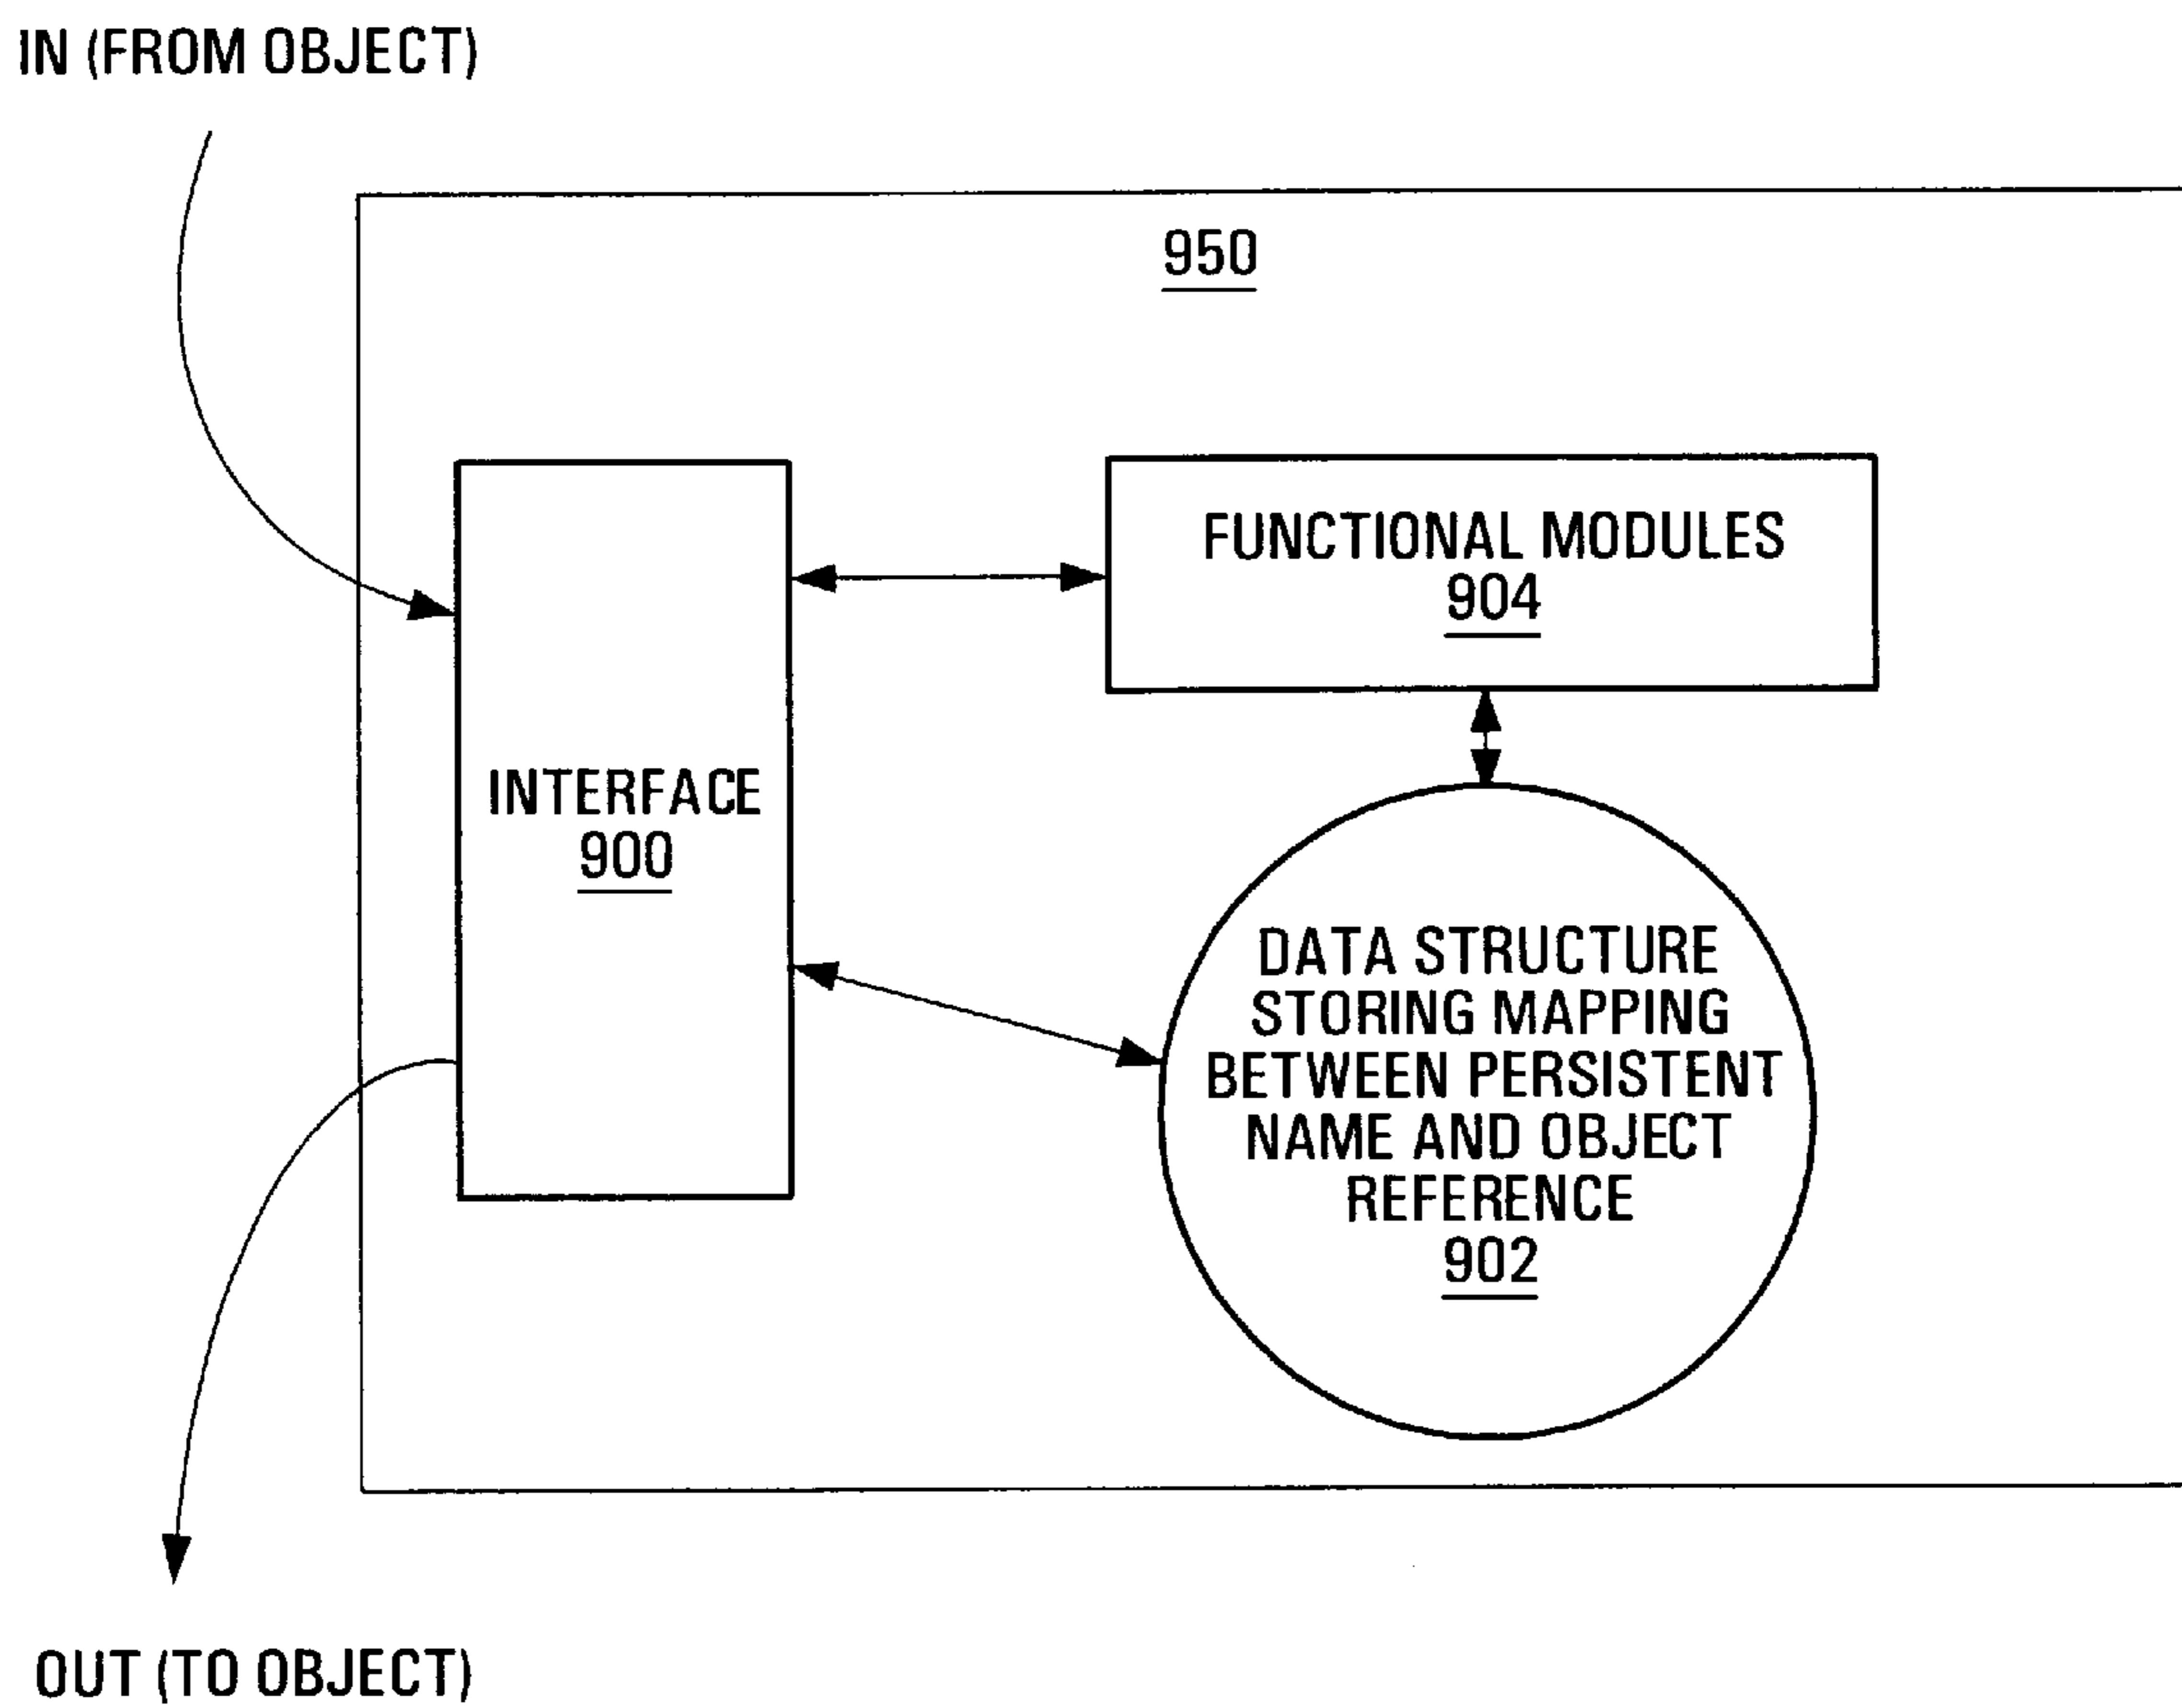 IN (FROM OBJECT)
950
FUNCTIONAL MODULES
904
INTERFACE
900
DATA STRUCTURE
STORING MAPPING
BETWEEN PERSISTENT
NAME AND OBJECT
REFERENCE
902
OUT (TO OBJECT)